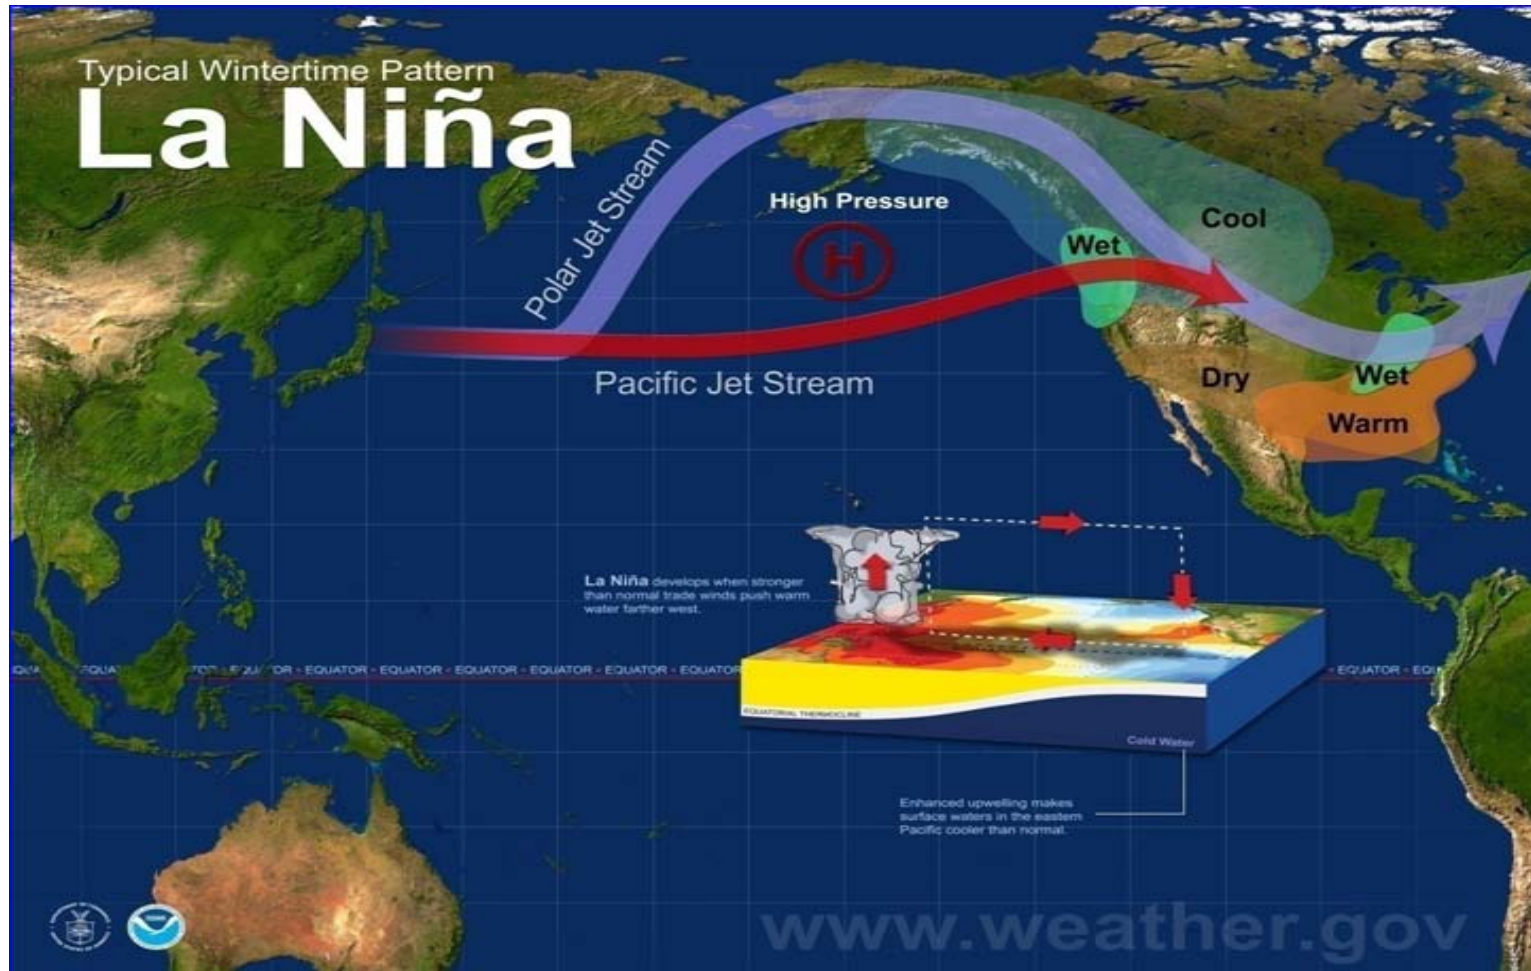 Typical Wintertime Pattern
La Niña
Polar Jet Stream
High Pressure
H
Wet
Cool
Pacific Jet Stream
Dry
Wet
Warm
La Niña develops when stronger
than normal trade winds push warm
water farther west.
EQUATOR - EQUATOR - EQUATOR - EQUATOR - EQUATOR - EQUATOR
- EQUATOR -
EQUATORIAL THERMOCLINE
Cold Water
Enhanced upwelling makes
surface waters in the eastern
Pacific cooler than normal.
www.weather.gov